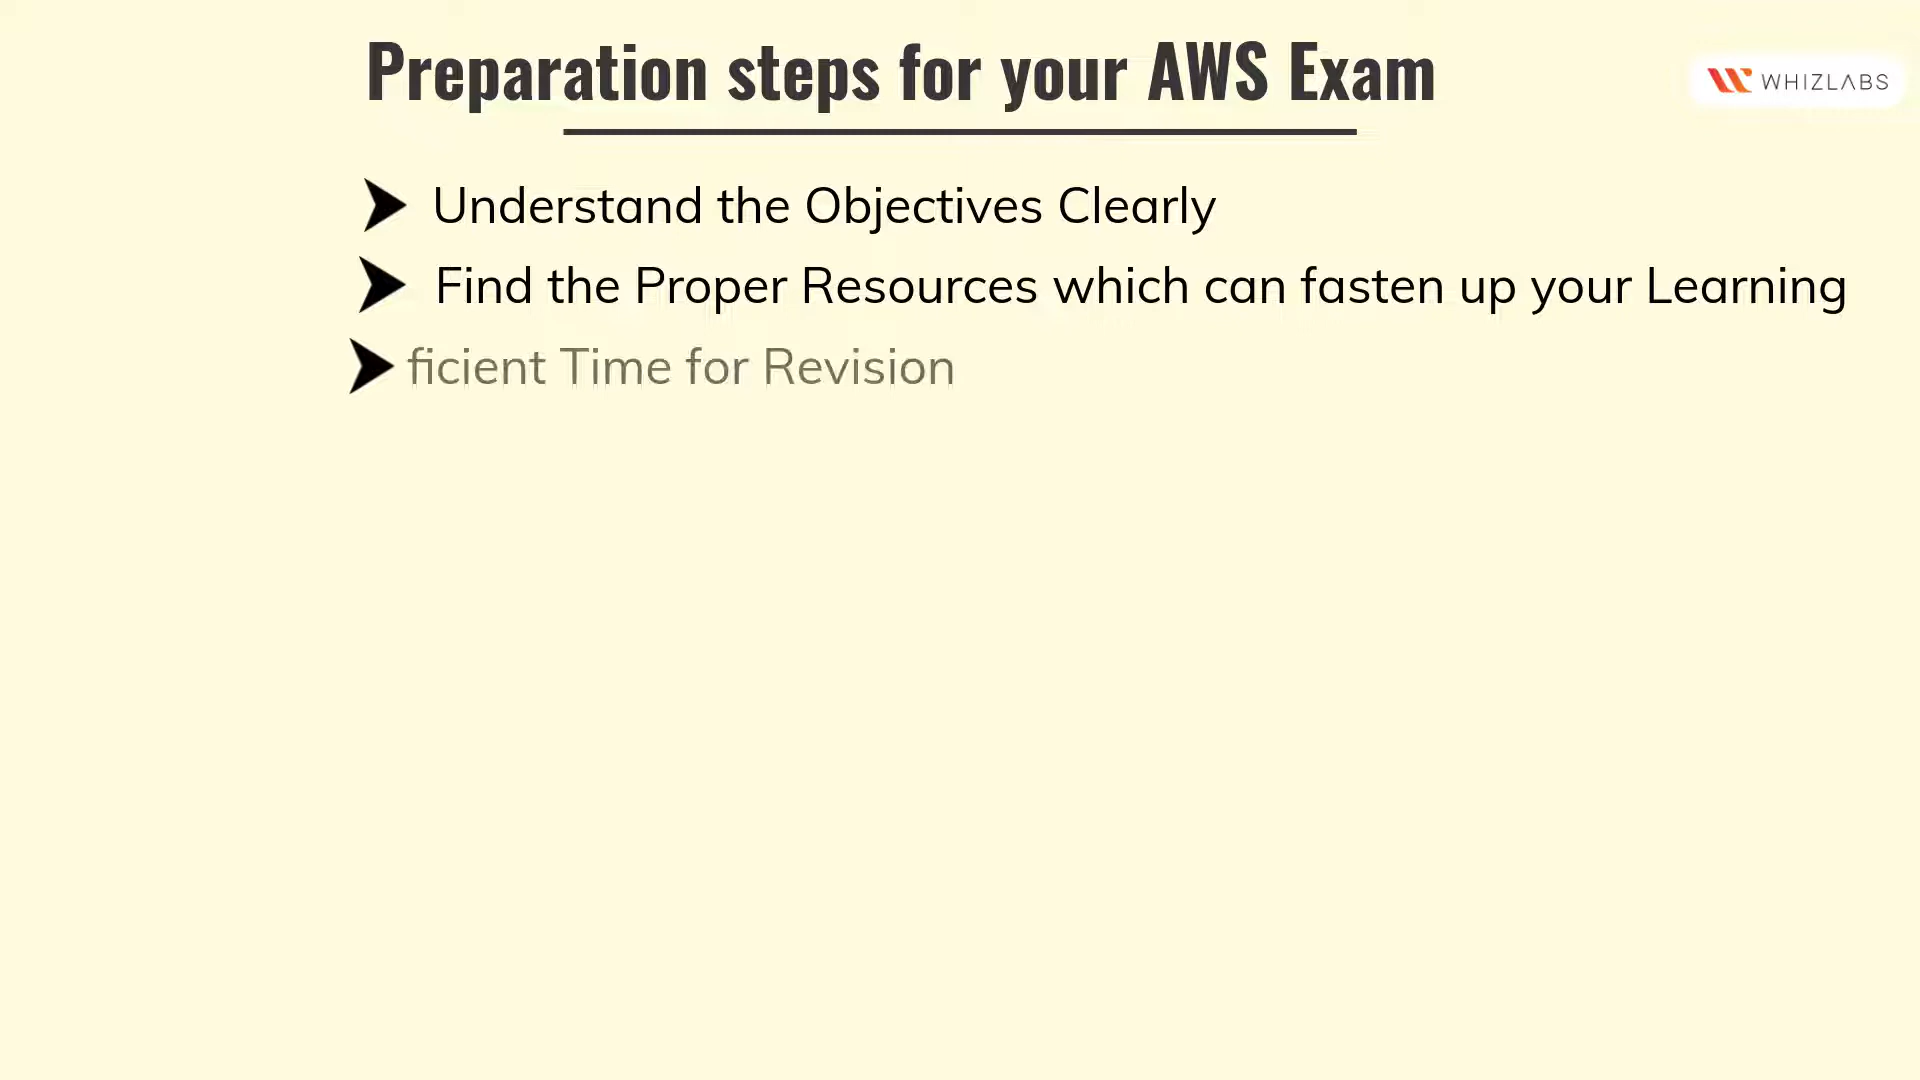 Preparation steps for your AWS Exam
WHIZLABS
Understand the Objectives Clearly
Find the Proper Resources which can fasten up your Learning
ficient Time for Revision